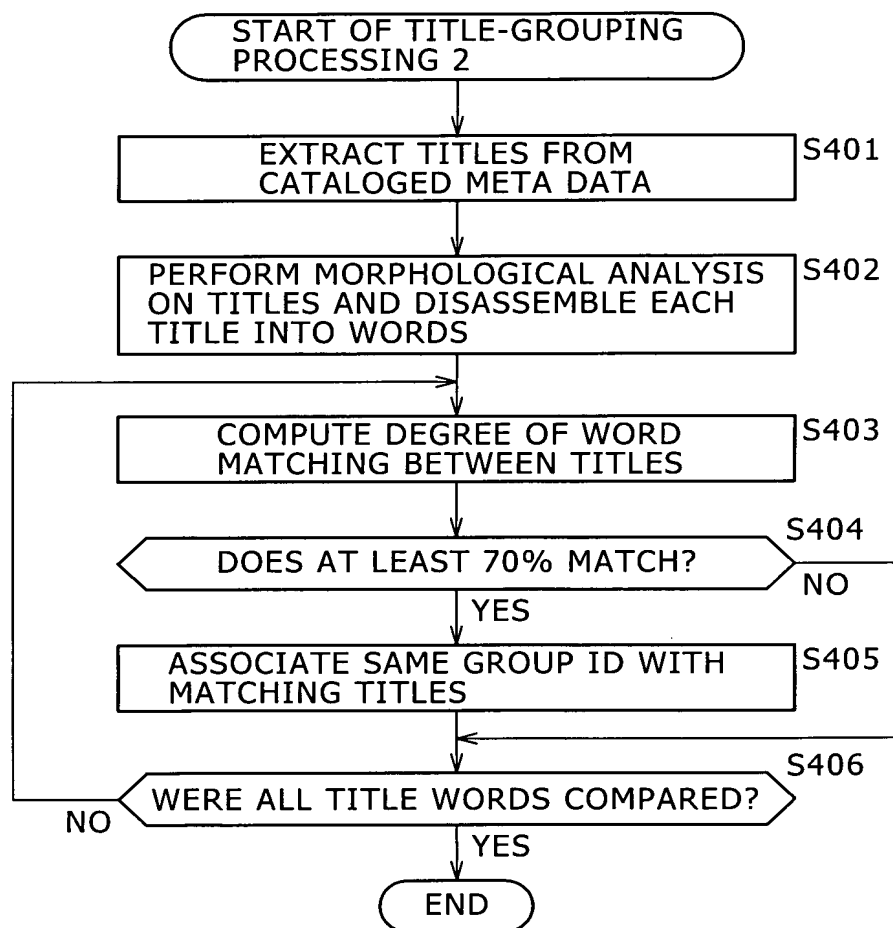 START OF TITLE-GROUPING
PROCESSING 2
EXTRACT TITLES FROM
CATALOGED META DATA
S401
PERFORM MORPHOLOGICAL ANALYSIS
ON TITLES AND DISASSEMBLE EACH
TITLE INTO WORDS
S402
COMPUTE DEGREE OF WORD
MATCHING BETWEEN TITLES
S403
S404
DOES AT LEAST 70% MATCH?
NO
YES
ASSOCIATE SAME GROUP ID WITH
MATCHING TITLES
S405
S406
WERE ALL TITLE WORDS COMPARED?
NO
YES
END